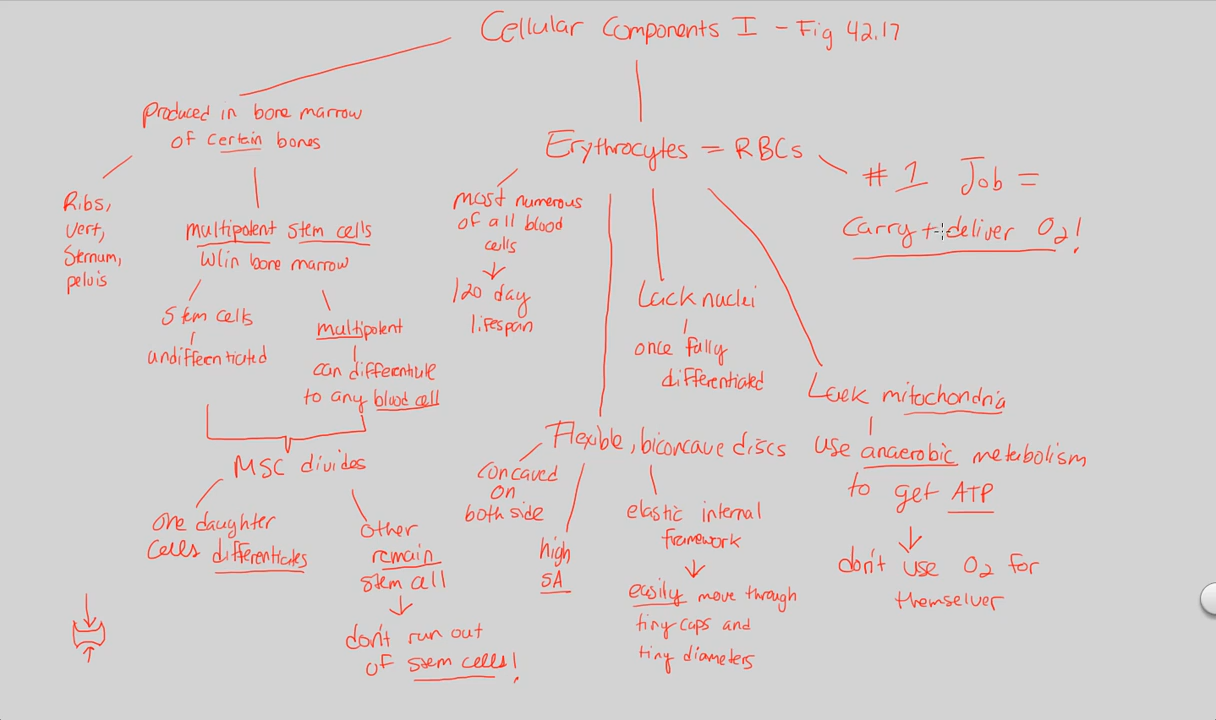 Cellular Components I - Fig 42.17
Produced in bone marrow
of certain bones
Ribs,
Vert,
Sternum,
pelvis
multipotent stem cells
w/in bone marrow
Stem cells
undifferentiated
multipotent
can differentiate
to any blood cell
MSC divides
one daughter
cells differentiates
other
remain
stem cell
don't run out
of stem cells!
Erythrocytes = RBCs
most numerous
of all blood
cells
120 day
lifespan
Lack nuclei
once fully
differentiated
Flexible, biconcave discs
concaved
on
both side
high
SA
elastic internal
framework
easily move through
tiny caps and
tiny diameters
Lack mitochondria
use anaerobic metabolism
to get ATP
don't use O2 for
themselves
#1 Job =
Carry + deliver O2!